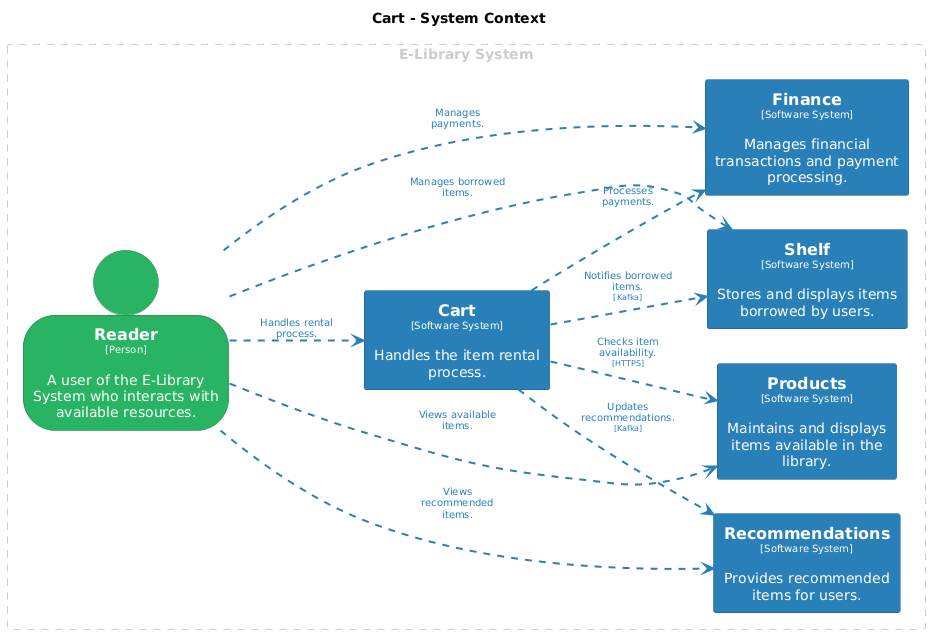 Cart - System Context
E-Library System
Manages
payments.
Manages borrowed
items.
Processes
payments.
Finance
[Software System]
Manages financial
transactions and payment
processing.
Shelf
[Software System]
Stores and displays items
borrowed by users.
Notifies borrowed
items.
[Kafka]
Reader
[Person]
A user of the E-Library
System who interacts with
available resources.
Handles rental
process.
Cart
[Software System]
Handles the item rental
process.
Checks item
availability.
[HTTPS]
Products
[Software System]
Maintains and displays
items available in the
library.
Views available
items.
Updates
recommendations.
[Kafka]
Views
recommended
items.
Recommendations
[Software System]
Provides recommended
items for users.